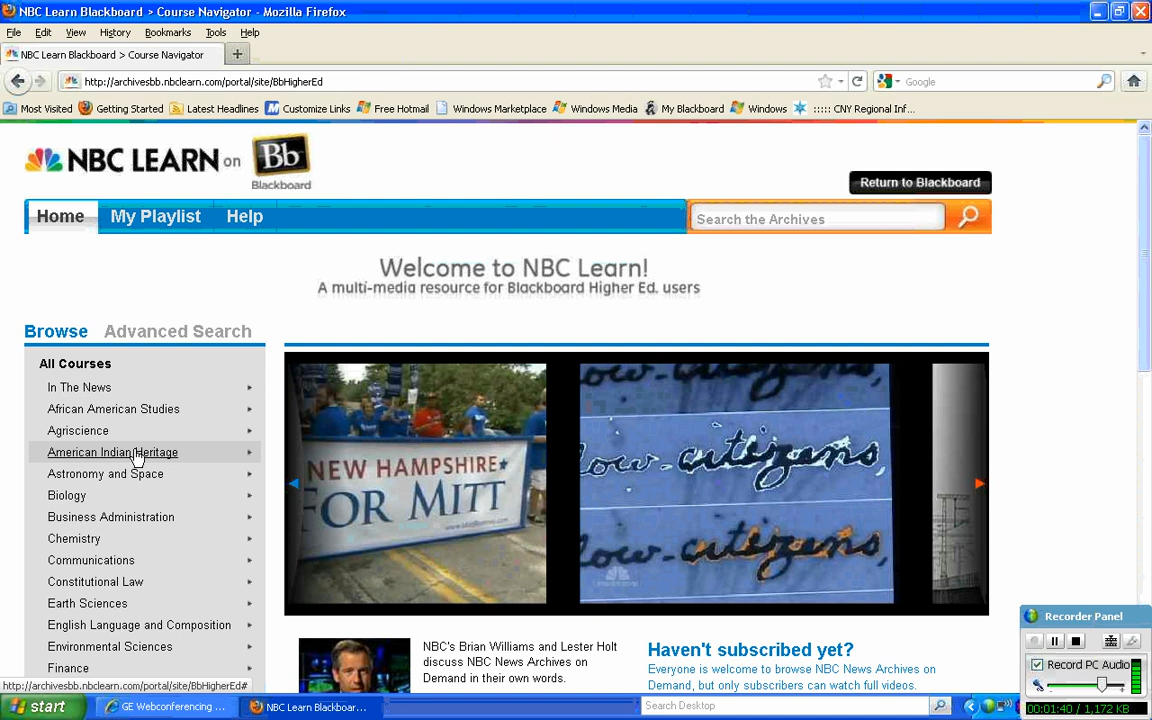 NBC Learn Blackboard > Course Navigator - Mozilla Firefox
File Edit View History Bookmarks Tools Help
NBC Learn Blackboard > Course Navigator
http://archivesbb.nbclearn.com/portal/site/BbHigherEd
Google
Most Visited Getting Started Latest Headlines Customize Links Free Hotmail Windows Marketplace Windows Media My Blackboard Windows ::::: CNY Regional Inf...
NBC LEARN on Bb
Blackboard
Return to Blackboard
Home My Playlist Help
Search the Archives
Welcome to NBC Learn!
A multi-media resource for Blackboard Higher Ed. users
Browse Advanced Search
All Courses
In The News
African American Studies
Agriscience
American Indian Heritage
Astronomy and Space
Biology
Business Administration
Chemistry
Communications
Constitutional Law
Earth Sciences
English Language and Composition
Environmental Sciences
Finance
NEW HAMPSHIRE
FOR MITT
low-citizens,
low-citizens,
NBC's Brian Williams and Lester Holt
discuss NBC News Archives on
Demand in their own words.
Haven't subscribed yet?
Everyone is welcome to browse NBC News Archives on
Demand, but only subscribers can watch full videos.
http://archivesbb.nbclearn.com/portal/site/BbHigherEd#
Recorder Panel
Record PC Audio
00:01:40 / 1,172 KB
start
GE Webconferencing ...
NBC Learn Blackboar...
Search Desktop